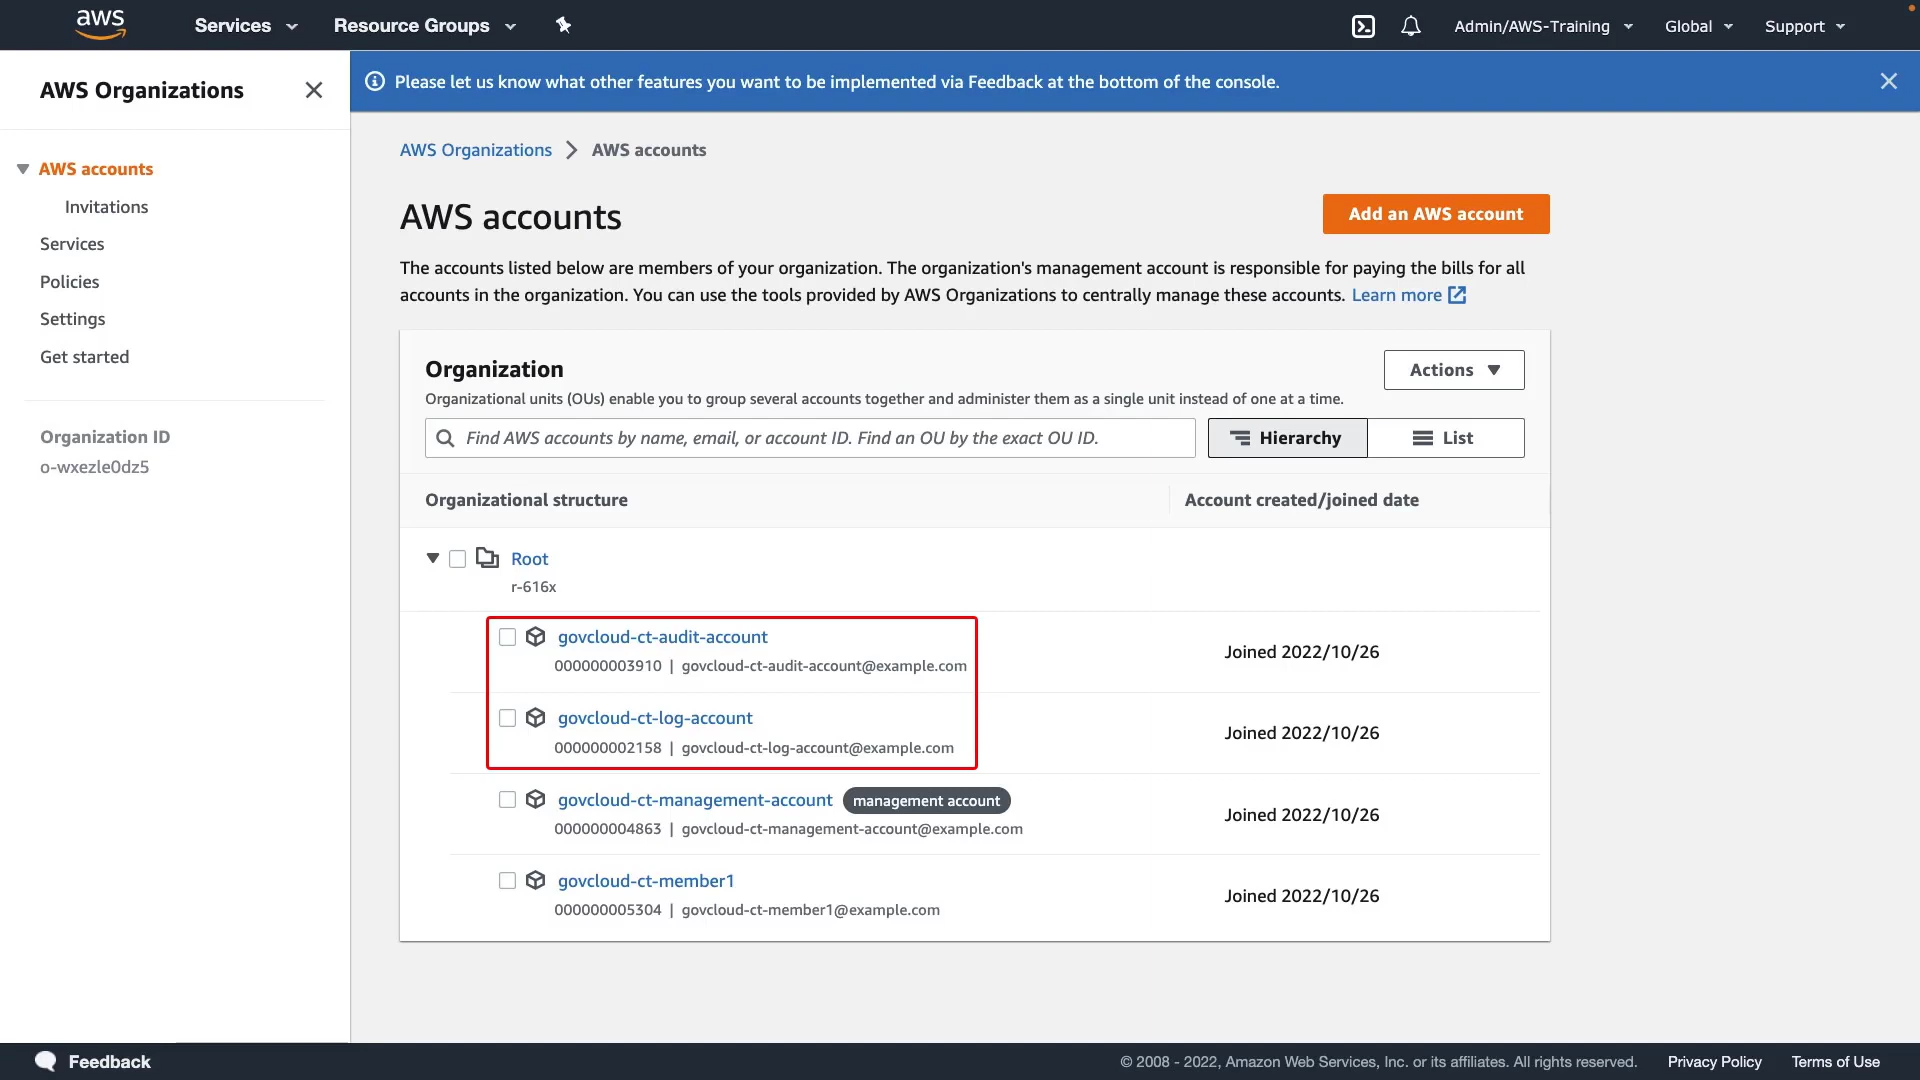 aws Services Resource Groups Admin/AWS-Training Global Support
AWS Organizations
Please let us know what other features you want to be implemented via Feedback at the bottom of the console.
AWS accounts
Invitations
Services
Policies
Settings
Get started
Organization ID
o-wxezle0dz5
AWS Organizations AWS accounts
AWS accounts
Add an AWS account
The accounts listed below are members of your organization. The organization's management account is responsible for paying the bills for all
accounts in the organization. You can use the tools provided by AWS Organizations to centrally manage these accounts. Learn more
Organization
Actions
Organizational units (OUs) enable you to group several accounts together and administer them as a single unit instead of one at a time.
Find AWS accounts by name, email, or account ID. Find an OU by the exact OU ID.
Hierarchy List
Organizational structure Account created/joined date
Root
r-616x
govcloud-ct-audit-account
000000003910 | govcloud-ct-audit-account@example.com
Joined 2022/10/26
govcloud-ct-log-account
000000002158 | govcloud-ct-log-account@example.com
Joined 2022/10/26
govcloud-ct-management-account management account
000000004863 | govcloud-ct-management-account@example.com
Joined 2022/10/26
govcloud-ct-member1
000000005304 | govcloud-ct-member1@example.com
Joined 2022/10/26
Feedback
© 2008 - 2022, Amazon Web Services, Inc. or its affiliates. All rights reserved. Privacy Policy Terms of Use